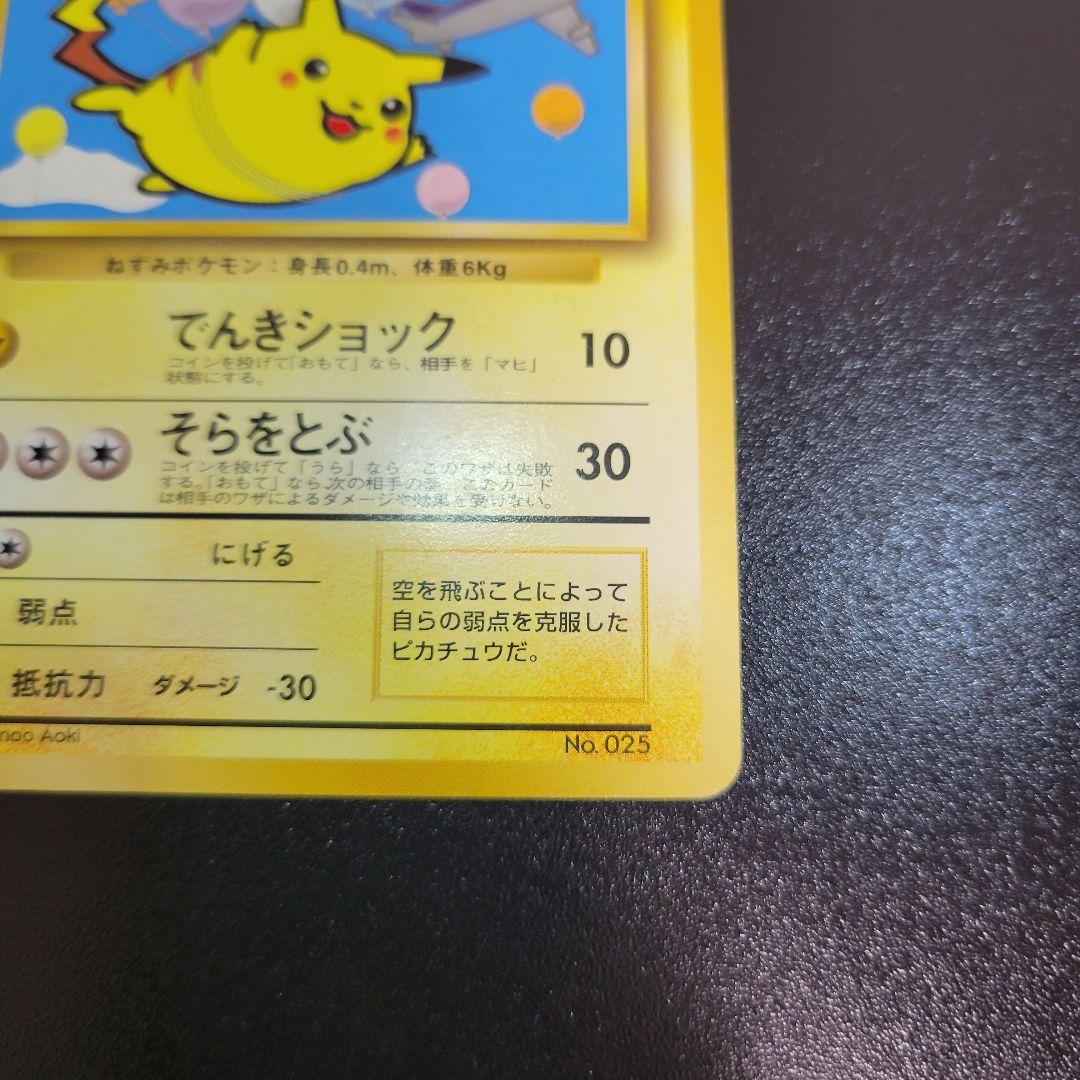 ねずみポケモン：身長0.4m、体重6Kg
でんきショック 10
コインを投げて「おもて」なら、相手を「マヒ」
状態にする。
そらをとぶ 30
コインを投げて「うら」なら、このワザは失敗
する。「おもて」なら次の相手の番、このカード
は相手のワザによるダメージや効果を受けない。
にげる
弱点
抵抗力 ダメージ -30
空を飛ぶことによって
自らの弱点を克服した
ピカチュウだ。
Aoki
No. 025